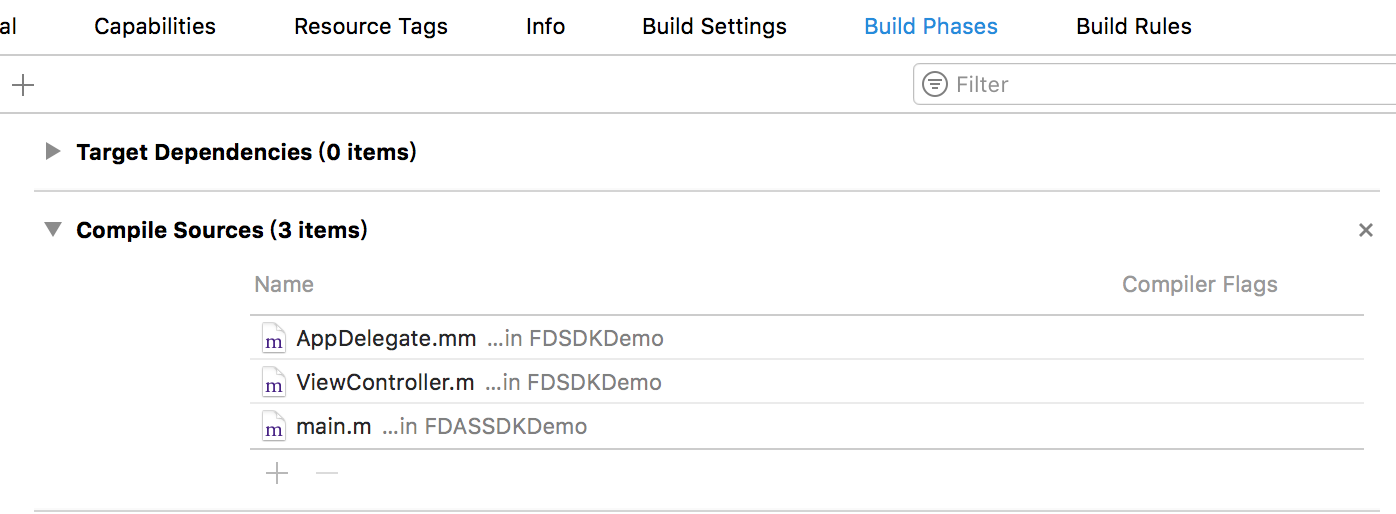 al Capabilities Resource Tags Info Build Settings Build Phases Build Rules
Filter
Target Dependencies (0 items)
Compile Sources (3 items)
Name Compiler Flags
m AppDelegate.mm ...in FDSDKDemo
m ViewController.m ...in FDSDKDemo
m main.m ...in FDASSDKDemo